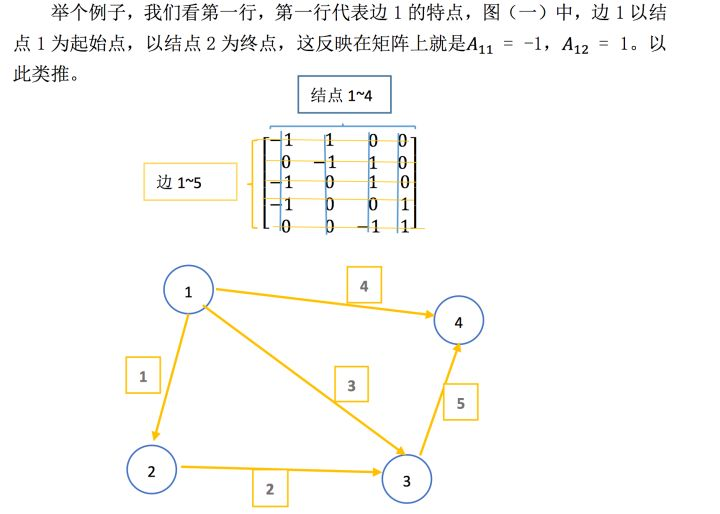 举个例子，我们看第一行，第一行代表边 1 的特点，图（一）中，边 1 以结
点 1 为起始点，以结点 2 为终点，这反映在矩阵上就是A₁₁ = -1，A₁₂ = 1。以
此类推。
结点 1~4
边 1~5
−1 1 0 0
0 −1 1 0
−1 0 1 0
−1 0 0 1
0 0 −1 1
1
4
4
1
3
5
2
2
3